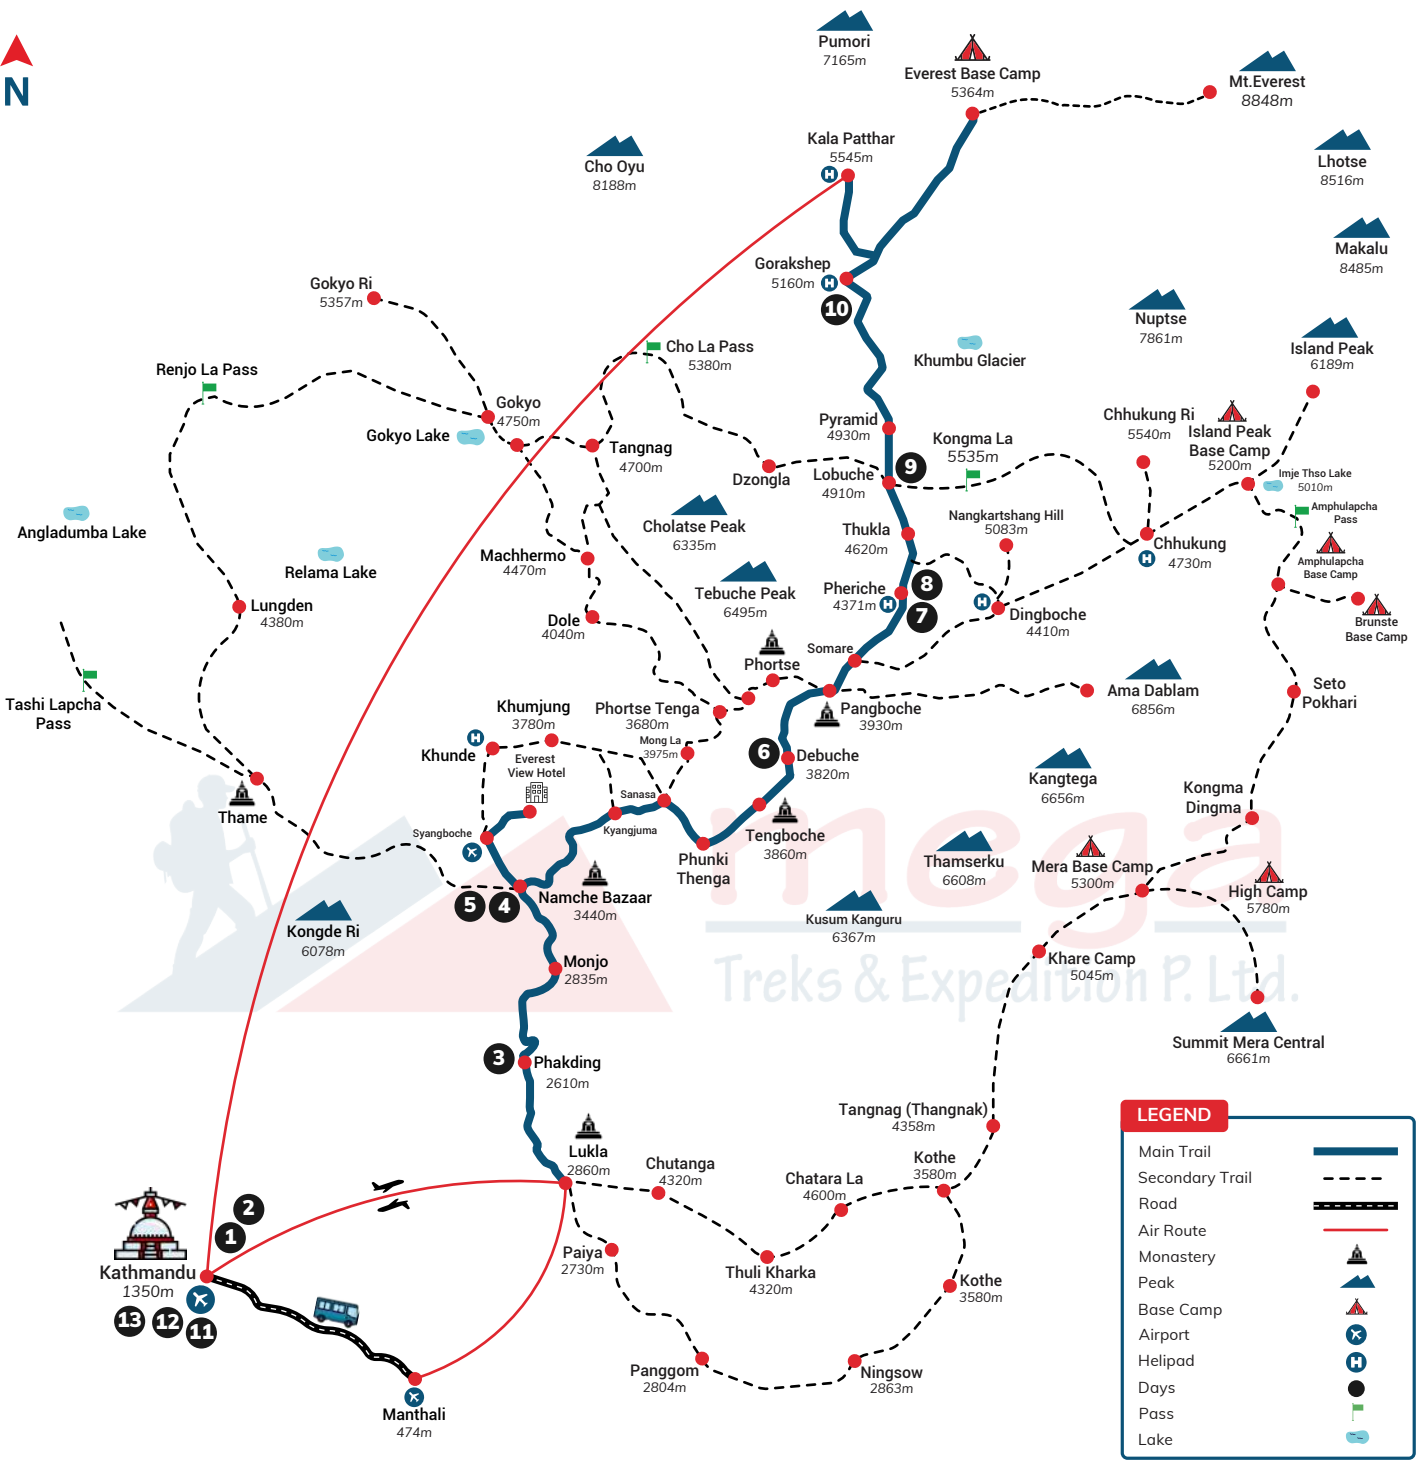 N
Pumori
7165m
Everest Base Camp
5364m
Mt.Everest
8848m
Kala Patthar
5545m
Cho Oyu
8188m
Lhotse
8516m
Makalu
8485m
Gorakshep
5160m
10
Gokyo Ri
5357m
Nuptse
7861m
Island Peak
6189m
Khumbu Glacier
Cho La Pass
5380m
Renjo La Pass
Gokyo
4750m
Gokyo Lake
Tangnag
4700m
Pyramid
4930m
Kongma La
5535m
Chhukung Ri
5540m
Island Peak
Base Camp
5200m
9
Lobuche
4910m
Dzongla
Imje Thso Lake
5010m
Amphulapcha
Pass
Angladumba Lake
Relama Lake
Cholatse Peak
6335m
Thukla
4620m
Nangkartshang Hill
5083m
Chhukung
4730m
Amphulapcha
Base Camp
Machhermo
4470m
Tebuche Peak
6495m
Pheriche
4371m
8
7
Dingboche
4410m
Brunste
Base Camp
Lungden
4380m
Dole
4040m
Somare
Phortse
Tashi Lapcha
Pass
Khumjung
3780m
Phortse Tenga
3680m
Pangboche
3930m
Ama Dablam
6856m
Seto
Pokhari
Mong La
3975m
Khunde
Everest
View Hotel
6
Debuche
3820m
Kangtega
6656m
Kongma
Dingma
Thame
Sanasa
Syangboche
Kyangjuma
Tengboche
3860m
mega
Phunki
Thenga
Thamserku
6608m
Mera Base Camp
5300m
High Camp
5780m
5
4
Namche Bazaar
3440m
Kongde Ri
6078m
Kusum Kanguru
6367m
Monjo
2835m
Khare Camp
5045m
Treks & Expedition P. Ltd.
Summit Mera Central
6661m
3
Phakding
2610m
Tangnag (Thangnak)
4358m
Lukla
2860m
Chutanga
4320m
Chatara La
4600m
Kothe
3580m
2
1
Kathmandu
1350m
13
12
11
Paiya
2730m
Thuli Kharka
4320m
Kothe
3580m
Panggom
2804m
Ningsow
2863m
Manthali
474m
LEGEND
Main Trail
Secondary Trail
Road
Air Route
Monastery
Peak
Base Camp
Airport
Helipad
H
Days
Pass
Lake